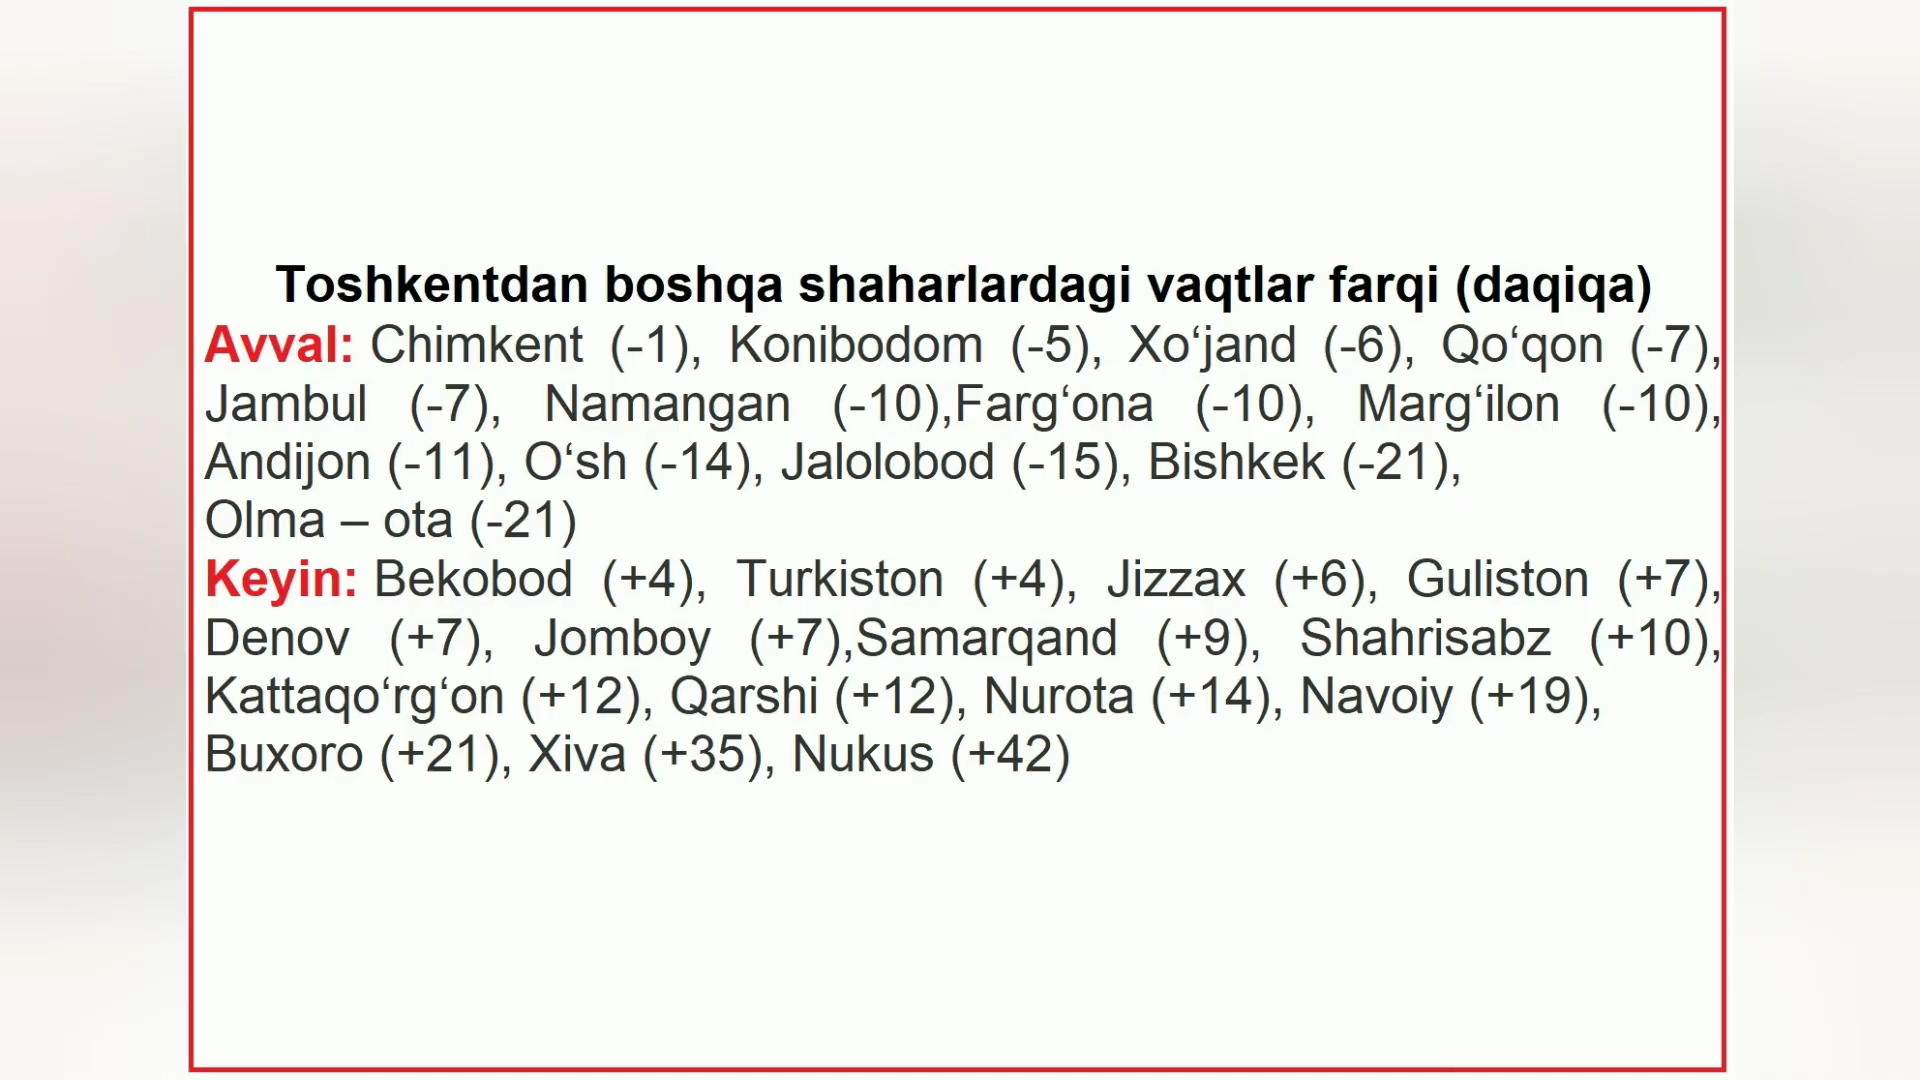 Toshkentdan boshqa shaharlardagi vaqtlar farqi (daqiqa)
Avval: Chimkent (-1), Konibodom (-5), Xo‘jand (-6), Qo‘qon (-7),
Jambul (-7), Namangan (-10),Farg‘ona (-10), Marg‘ilon (-10),
Andijon (-11), O‘sh (-14), Jalolobod (-15), Bishkek (-21),
Olma – ota (-21)
Keyin: Bekobod (+4), Turkiston (+4), Jizzax (+6), Guliston (+7),
Denov (+7), Jomboy (+7),Samarqand (+9), Shahrisabz (+10),
Kattaqo‘rg‘on (+12), Qarshi (+12), Nurota (+14), Navoiy (+19),
Buxoro (+21), Xiva (+35), Nukus (+42)